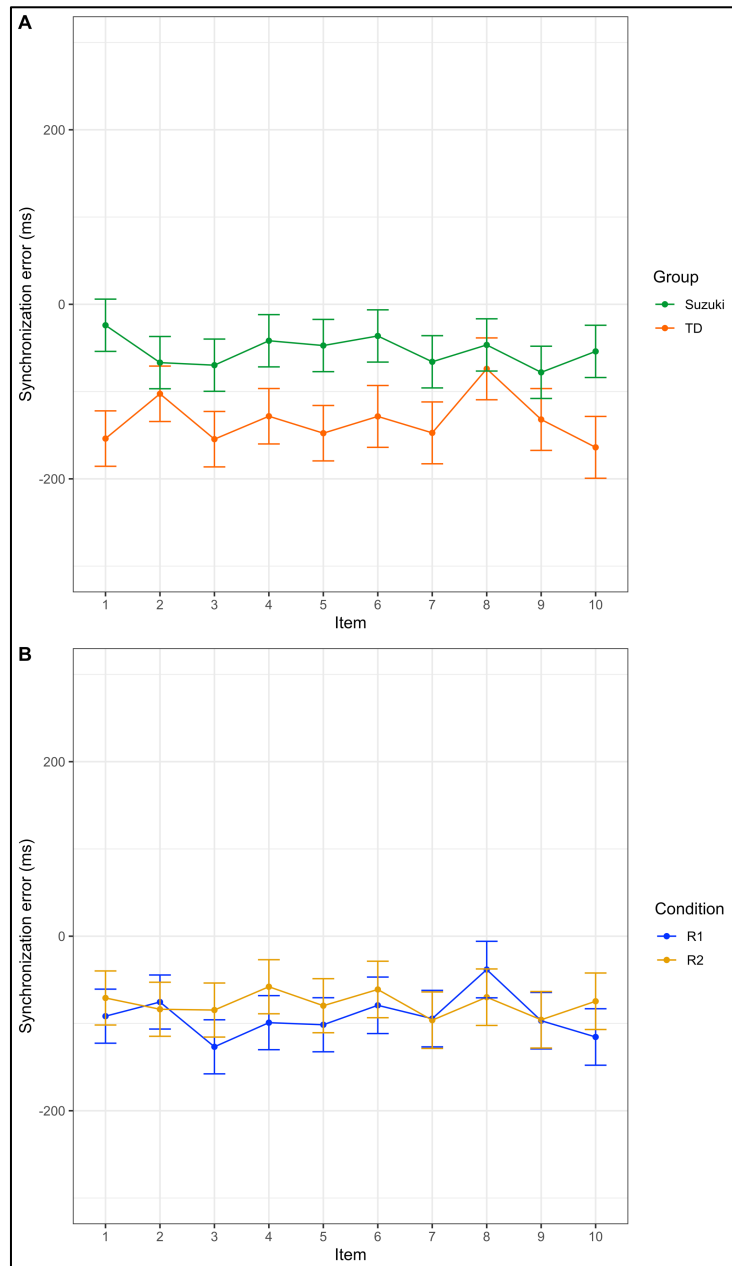 A
200
0
-200
Synchronization error (ms)
1 2 3 4 5 6 7 8 9 10
Item
Group
Suzuki
TD
B
200
0
-200
Synchronization error (ms)
1 2 3 4 5 6 7 8 9 10
Item
Condition
R1
R2